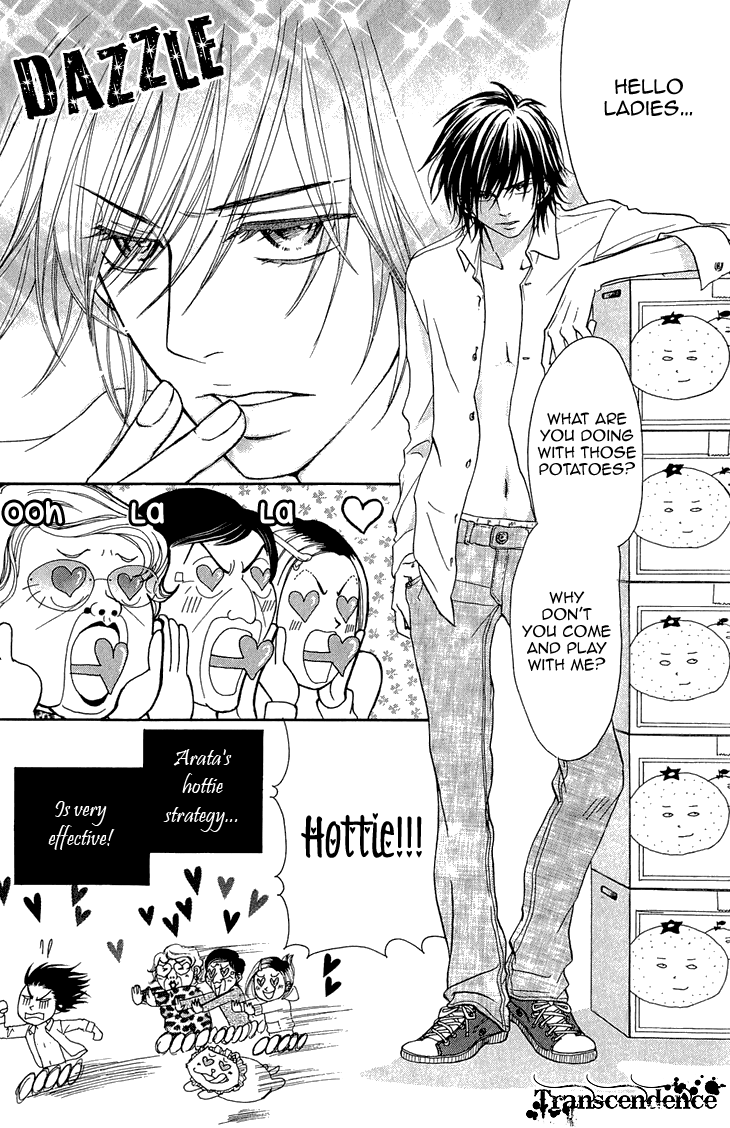 HELLO
LADIES...
DAZZLE
WHAT ARE
YOU DOING
WITH THOSE
POTATOES?
WHY
DON'T
YOU COME
AND PLAY
WITH ME?
OOh La La
Hottie!!!
Arata's
hottie
strategy...
Is very
effective!
Transcendence